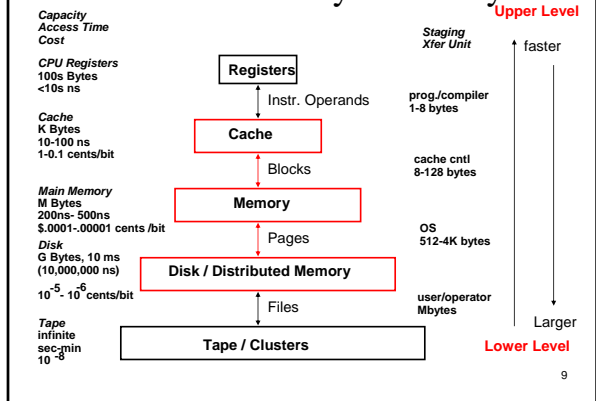 Upper Level
Capacity
Access Time
Cost
Staging
Xfer Unit
faster
CPU Registers
100s Bytes
<10s ns
Registers
Instr. Operands
prog./compiler
1-8 bytes
Cache
K Bytes
10-100 ns
1-0.1 cents/bit
Cache
Blocks
cache cntl
8-128 bytes
Main Memory
M Bytes
200ns- 500ns
$.0001-.00001 cents /bit
Memory
Pages
OS
512-4K bytes
Disk
G Bytes, 10 ms
(10,000,000 ns)
10-5- 10-6cents/bit
Disk / Distributed Memory
Files
user/operator
Mbytes
Tape
infinite
sec-min
10 -8
Tape / Clusters
Larger
Lower Level
9